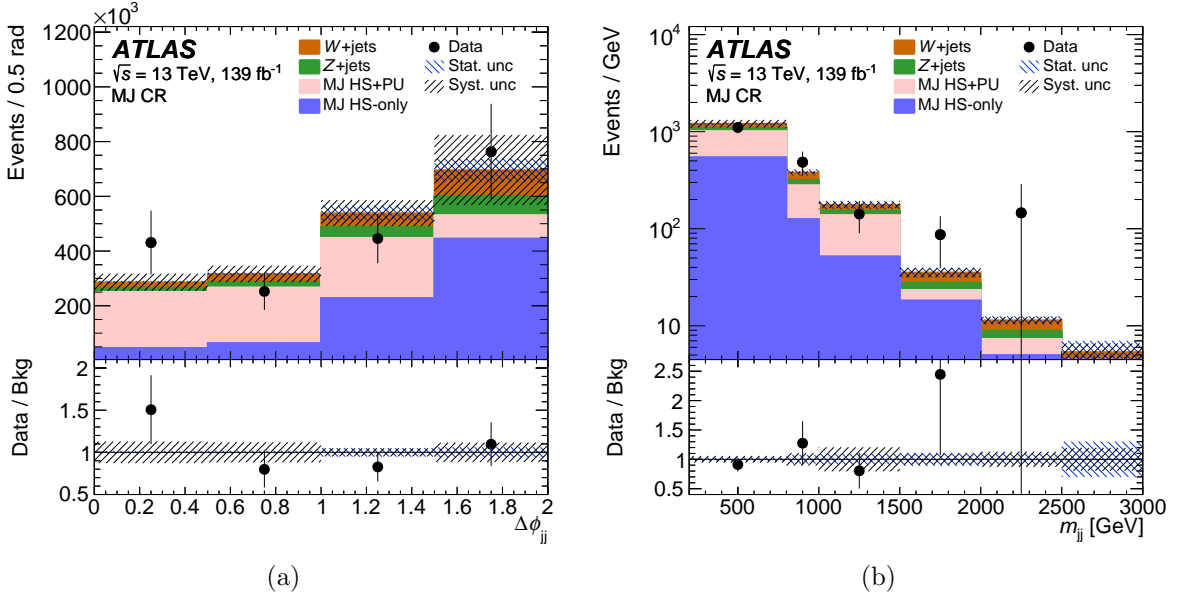 ×10³
Events / 0.5 rad
1200
1000
800
600
400
200
ATLAS
√s = 13 TeV, 139 fb⁻¹
MJ CR
W+jets
Z+jets
MJ HS+PU
MJ HS-only
Data
Stat. unc
Syst. unc
Data / Bkg
2
1.5
1
0.5
0 0.2 0.4 0.6 0.8 1 1.2 1.4 1.6 1.8 2
Δϕjj
(a)
Events / GeV
10⁴
10³
10²
10
ATLAS
√s = 13 TeV, 139 fb⁻¹
MJ CR
W+jets
Z+jets
MJ HS+PU
MJ HS-only
Data
Stat. unc
Syst. unc
Data / Bkg
2.5
2
1.5
1
0.5
500 1000 1500 2000 2500 3000
mjj [GeV]
(b)